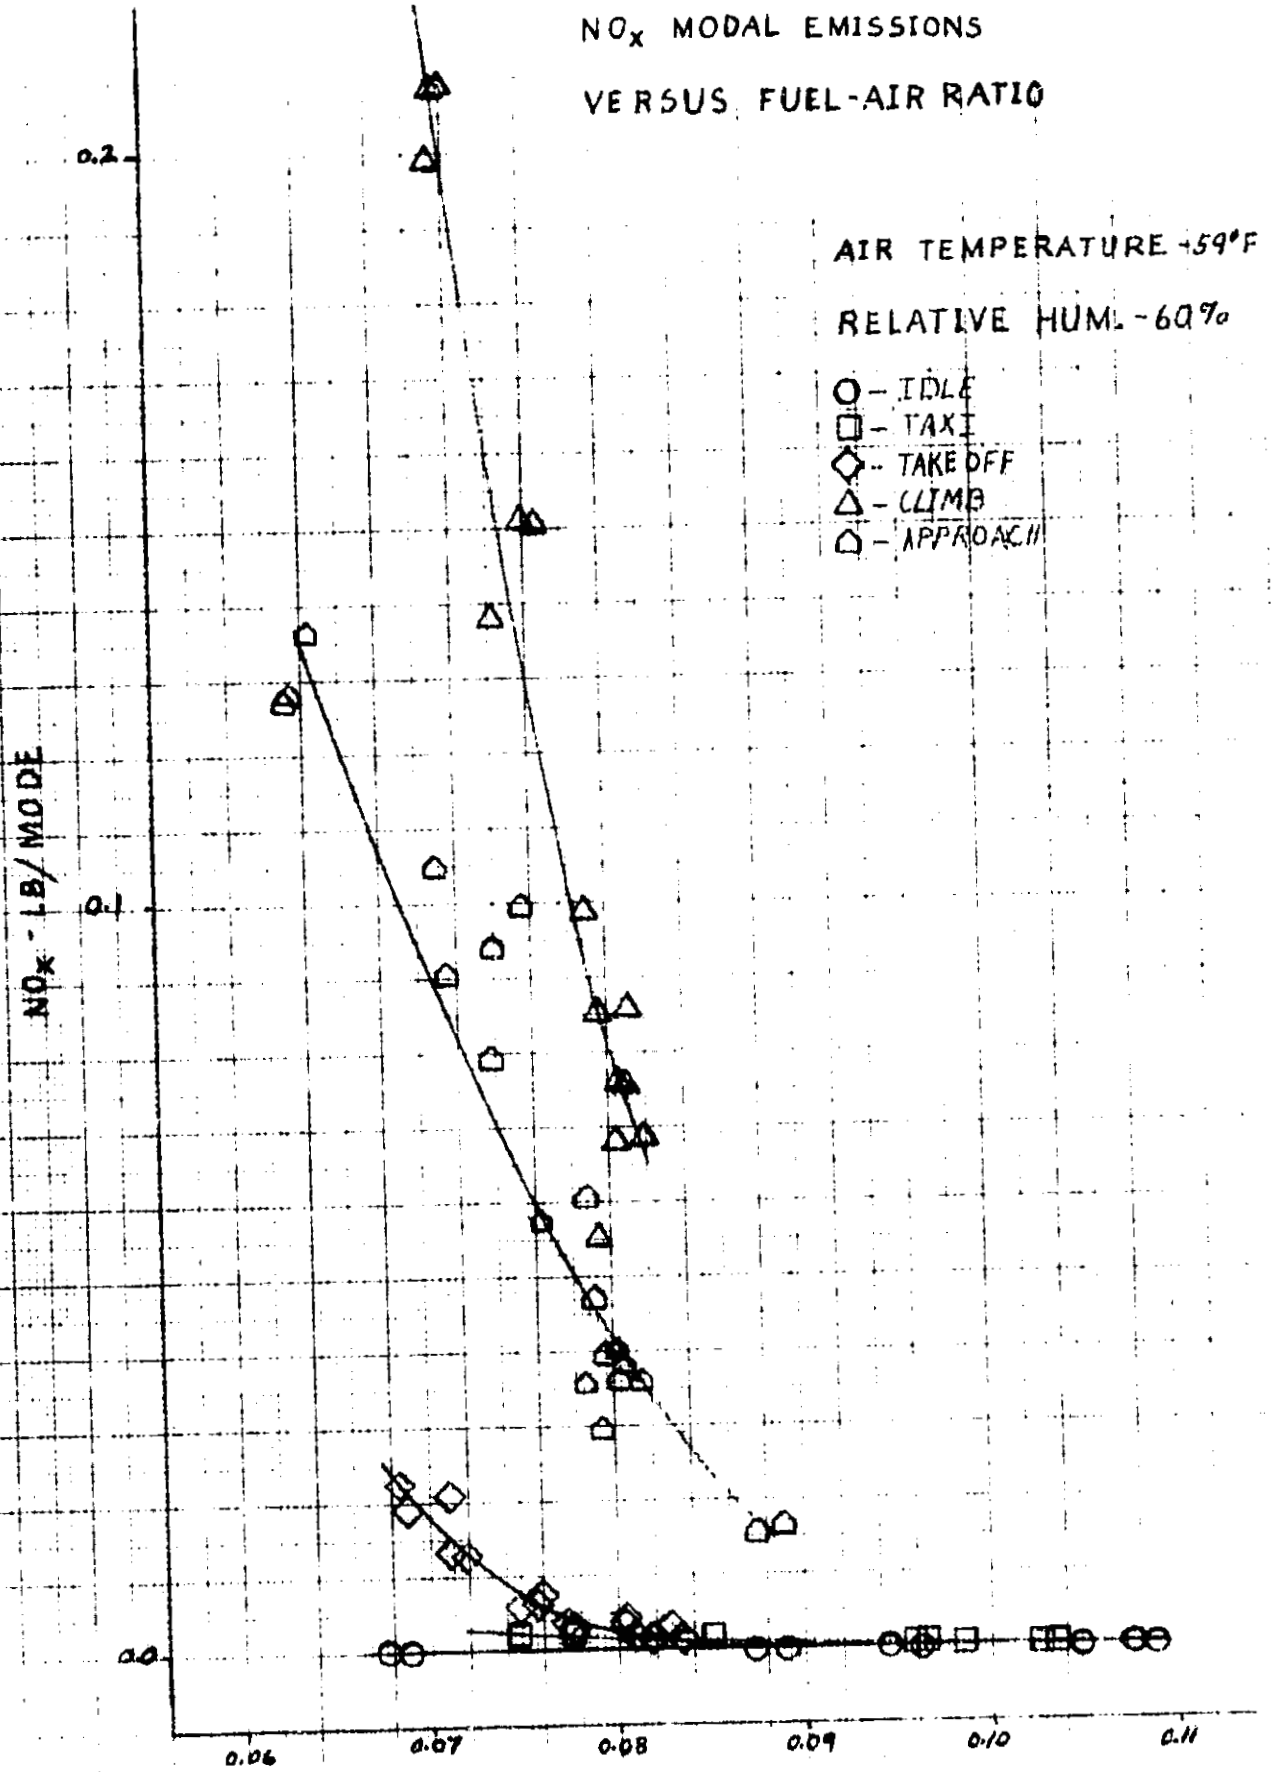 NOx MODAL EMISSIONS
VERSUS FUEL-AIR RATIO
AIR TEMPERATURE -59°F
RELATIVE HUM. -60%
○ - IDLE
□ - TAXI
◇ - TAKE OFF
△ - CLIMB
⌂ - APPROACH
NOx - LB/MODE
0.2
0.1
0.0
0.06 0.07 0.08 0.09 0.10 0.11